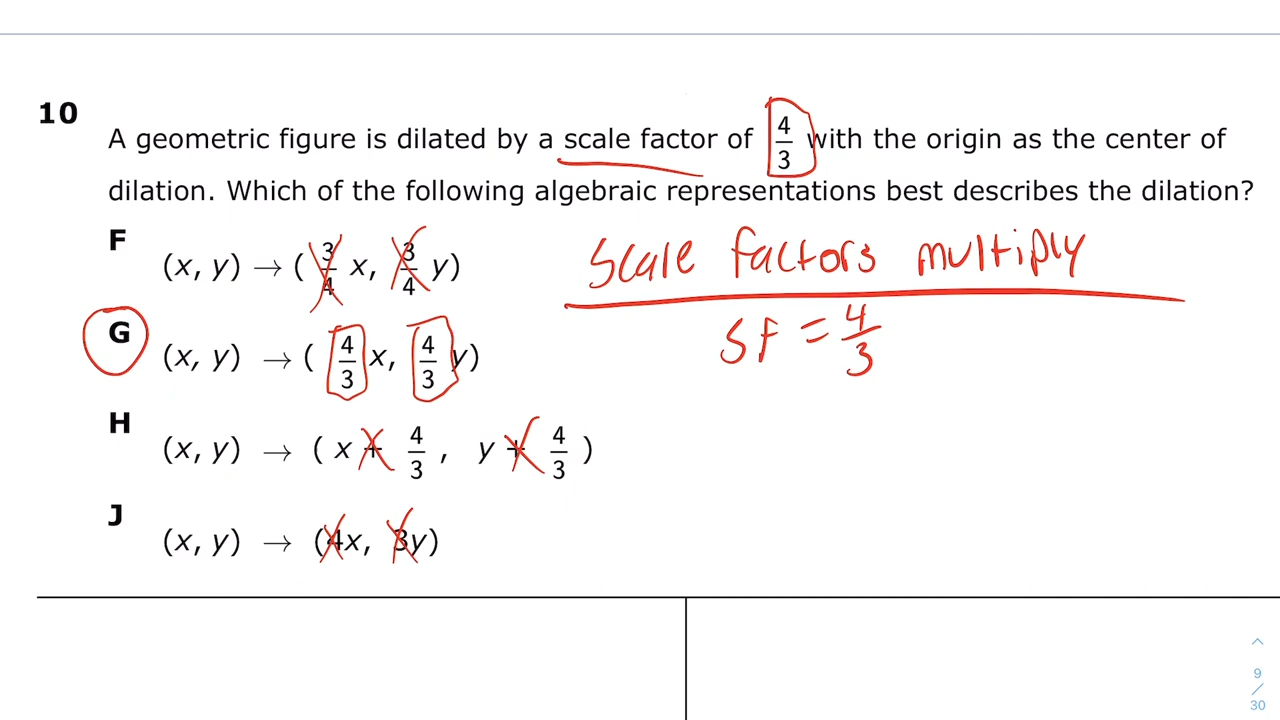 10
A geometric figure is dilated by a scale factor of 4/3 with the origin as the center of
dilation. Which of the following algebraic representations best describes the dilation?
F (x, y) → (3/4 x, 3/4 y)
Scale factors multiply
G (x, y) → (4/3 x, 4/3 y)
SF = 4/3
H (x, y) → ( x + 4/3 , y + 4/3 )
J (x, y) → (4x, 3y)
9
/
30